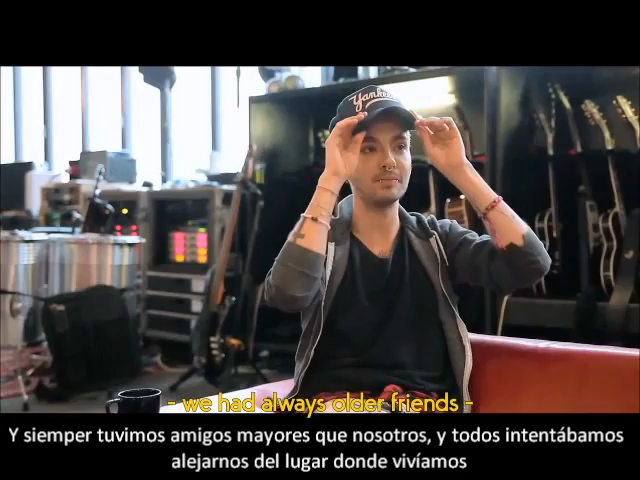 Yankees
- we had always older friends -
Y siemper tuvimos amigos mayores que nosotros, y todos intentábamos
alejarnos del lugar donde vivíamos